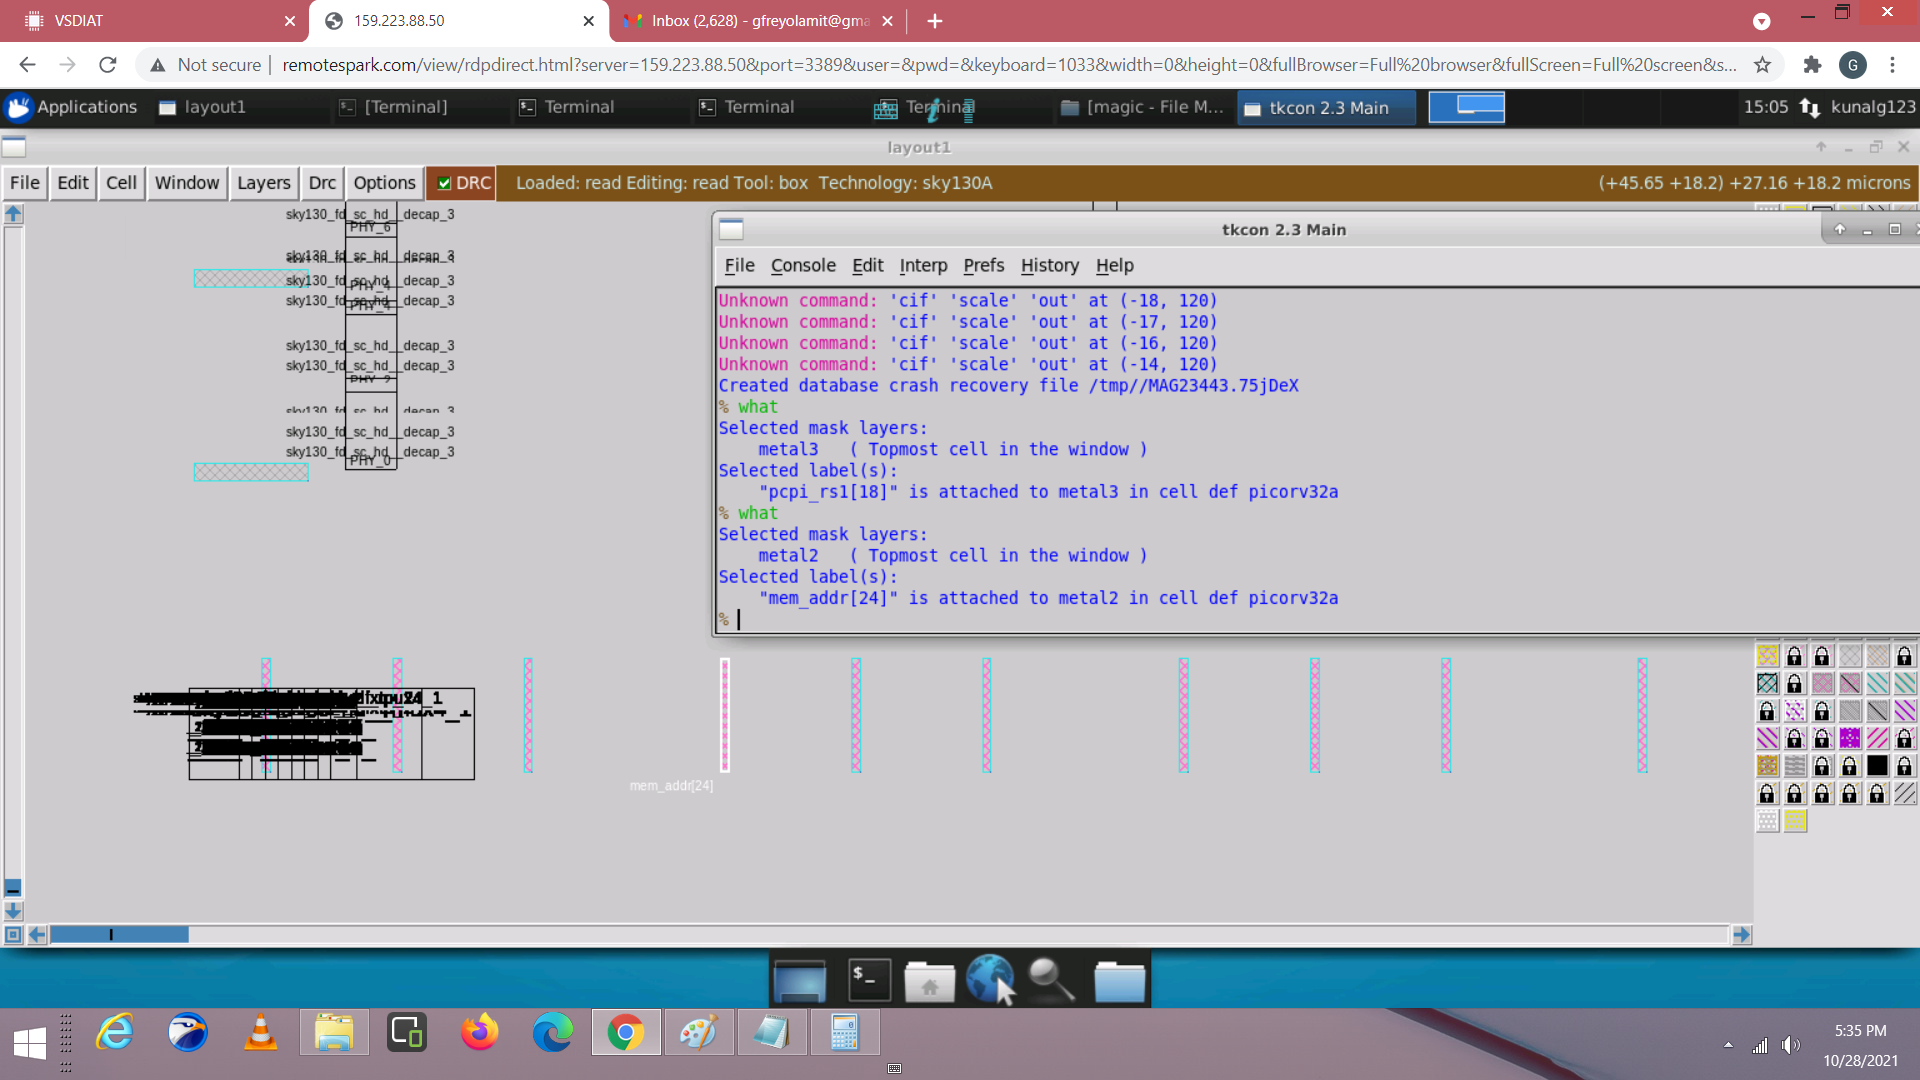 VSDIAT
159.223.88.50
Inbox (2,628) - gfreyolamit@gma
Not secure
remotespark.com/view/rdpdirect.html?server=159.223.88.50&port=3389&user=&pwd=&keyboard=1033&width=0&height=0&fullBrowser=Full%20browser&fullScreen=Full%20screen&s...
G
Applications
layout1
[Terminal]
Terminal
Terminal
Terminal
[magic - File M...
tkcon 2.3 Main
15:05
kunalg123
layout1
File Edit Cell Window Layers Drc Options
DRC
Loaded: read Editing: read Tool: box Technology: sky130A
(+45.65 +18.2) +27.16 +18.2 microns
sky130_fd_sc_hd__decap_3
PHY_6
sky130_fd_sc_hd__decap_3
sky130_fd_sc_hd__decap_3
PHY_4
sky130_fd_sc_hd__decap_3
sky130_fd_sc_hd__decap_3
sky130_fd_sc_hd__decap_3
PHY_2
sky130_fd_sc_hd__decap_3
sky130_fd_sc_hd__decap_3
sky130_fd_sc_hd__decap_3
PHY_0
tkcon 2.3 Main
File Console Edit Interp Prefs History Help
Unknown command: 'cif' 'scale' 'out' at (-18, 120)
Unknown command: 'cif' 'scale' 'out' at (-17, 120)
Unknown command: 'cif' 'scale' 'out' at (-16, 120)
Unknown command: 'cif' 'scale' 'out' at (-14, 120)
Created database crash recovery file /tmp//MAG23443.75jDeX
% what
Selected mask layers:
metal3 ( Topmost cell in the window )
Selected label(s):
"pcpi_rs1[18]" is attached to metal3 in cell def picorv32a
% what
Selected mask layers:
metal2 ( Topmost cell in the window )
Selected label(s):
"mem_addr[24]" is attached to metal2 in cell def picorv32a
%
mem_addr[24]
5:35 PM
10/28/2021